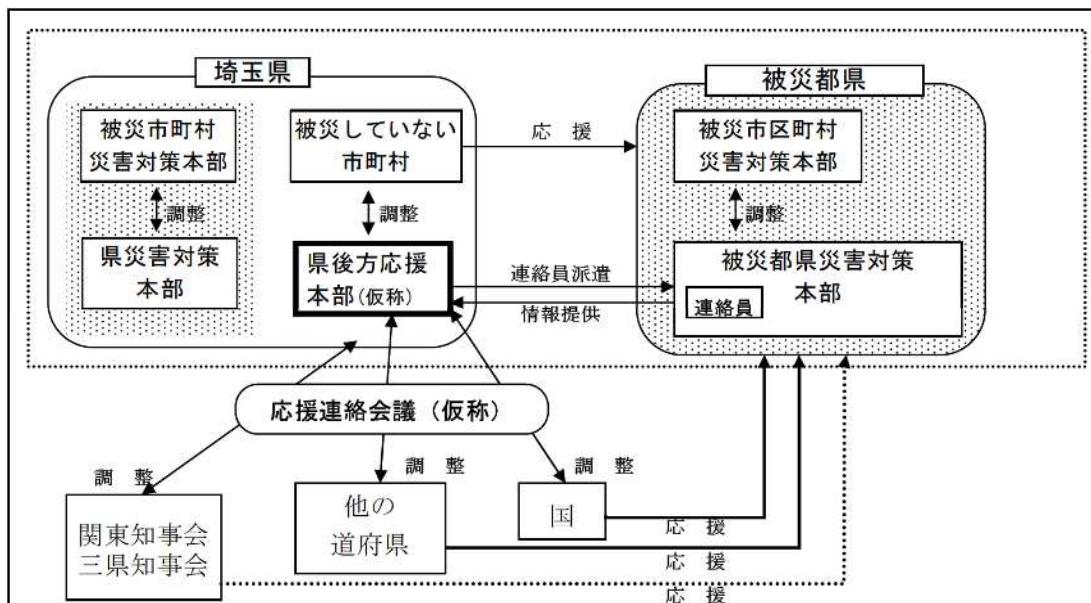 埼玉県
被災都県
被災市町村
災害対策本部
被災していない
市町村
応　援
被災市区町村
災害対策本部
調整
調整
調整
県災害対策
本部
県後方応援
本部(仮称)
連絡員派遣
情報提供
被災都県災害対策
本部
連絡員
応援連絡会議（仮称）
調　整
調　整
調　整
関東知事会
三県知事会
他の
道府県
国
応　援
応　援
応　援